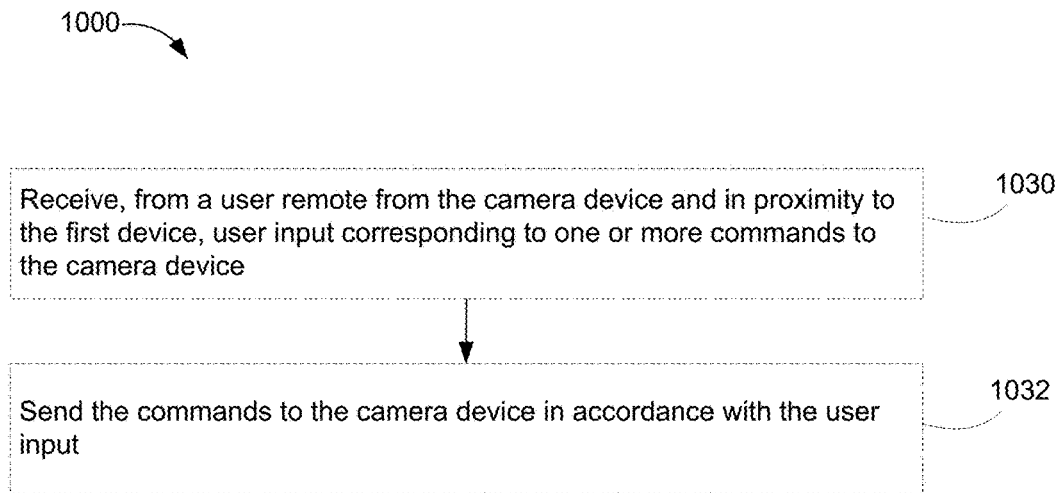 1000
Receive, from a user remote from the camera device and in proximity to
the first device, user input corresponding to one or more commands to
the camera device
1030
Send the commands to the camera device in accordance with the user
input
1032